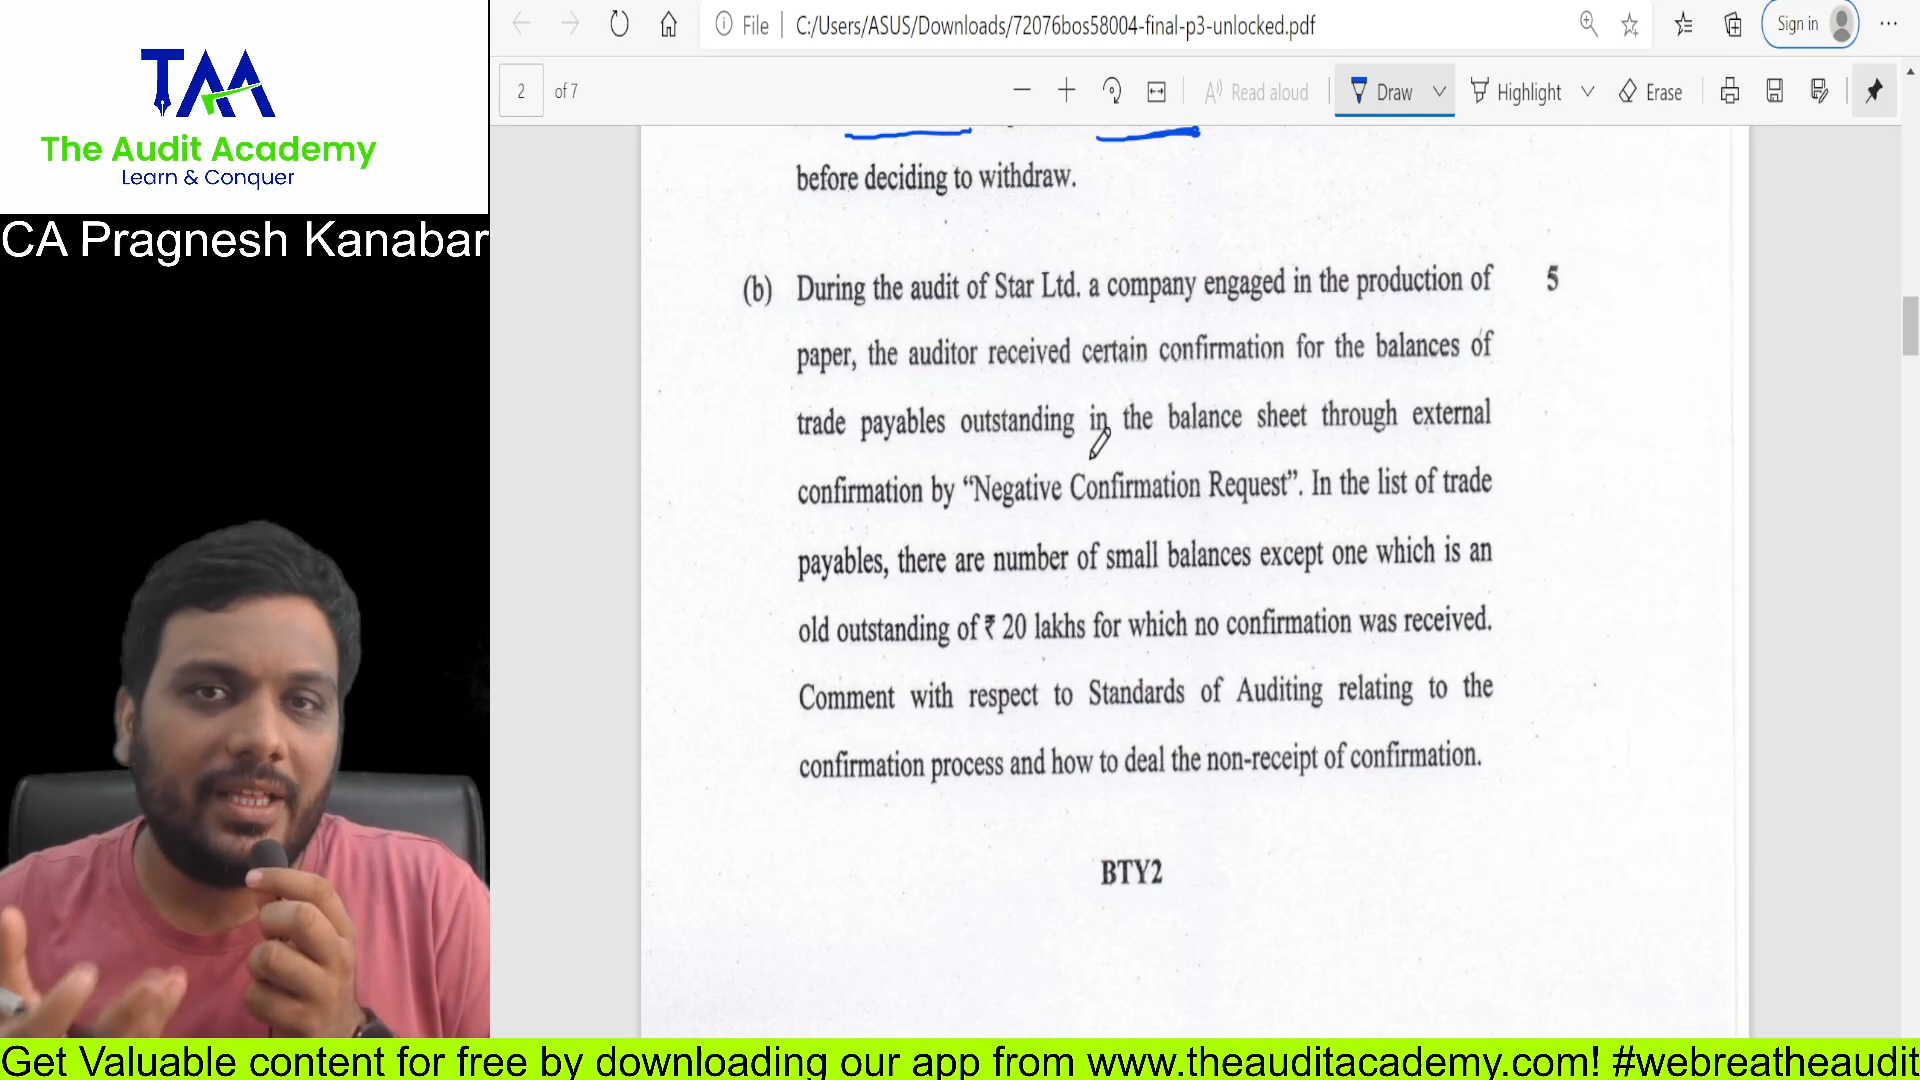 TAA
The Audit Academy
Learn & Conquer
CA Pragnesh Kanabar
File
C:/Users/ASUS/Downloads/72076bos58004-final-p3-unlocked.pdf
Sign in
2 of 7
Read aloud
Draw
Highlight
Erase
before deciding to withdraw.
(b) During the audit of Star Ltd. a company engaged in the production of 5
paper, the auditor received certain confirmation for the balances of
trade payables outstanding in the balance sheet through external
confirmation by “Negative Confirmation Request”. In the list of trade
payables, there are number of small balances except one which is an
old outstanding of ₹ 20 lakhs for which no confirmation was received.
Comment with respect to Standards of Auditing relating to the
confirmation process and how to deal the non-receipt of confirmation.
BTY2
Get Valuable content for free by downloading our app from www.theauditacademy.com! #webreatheaudit